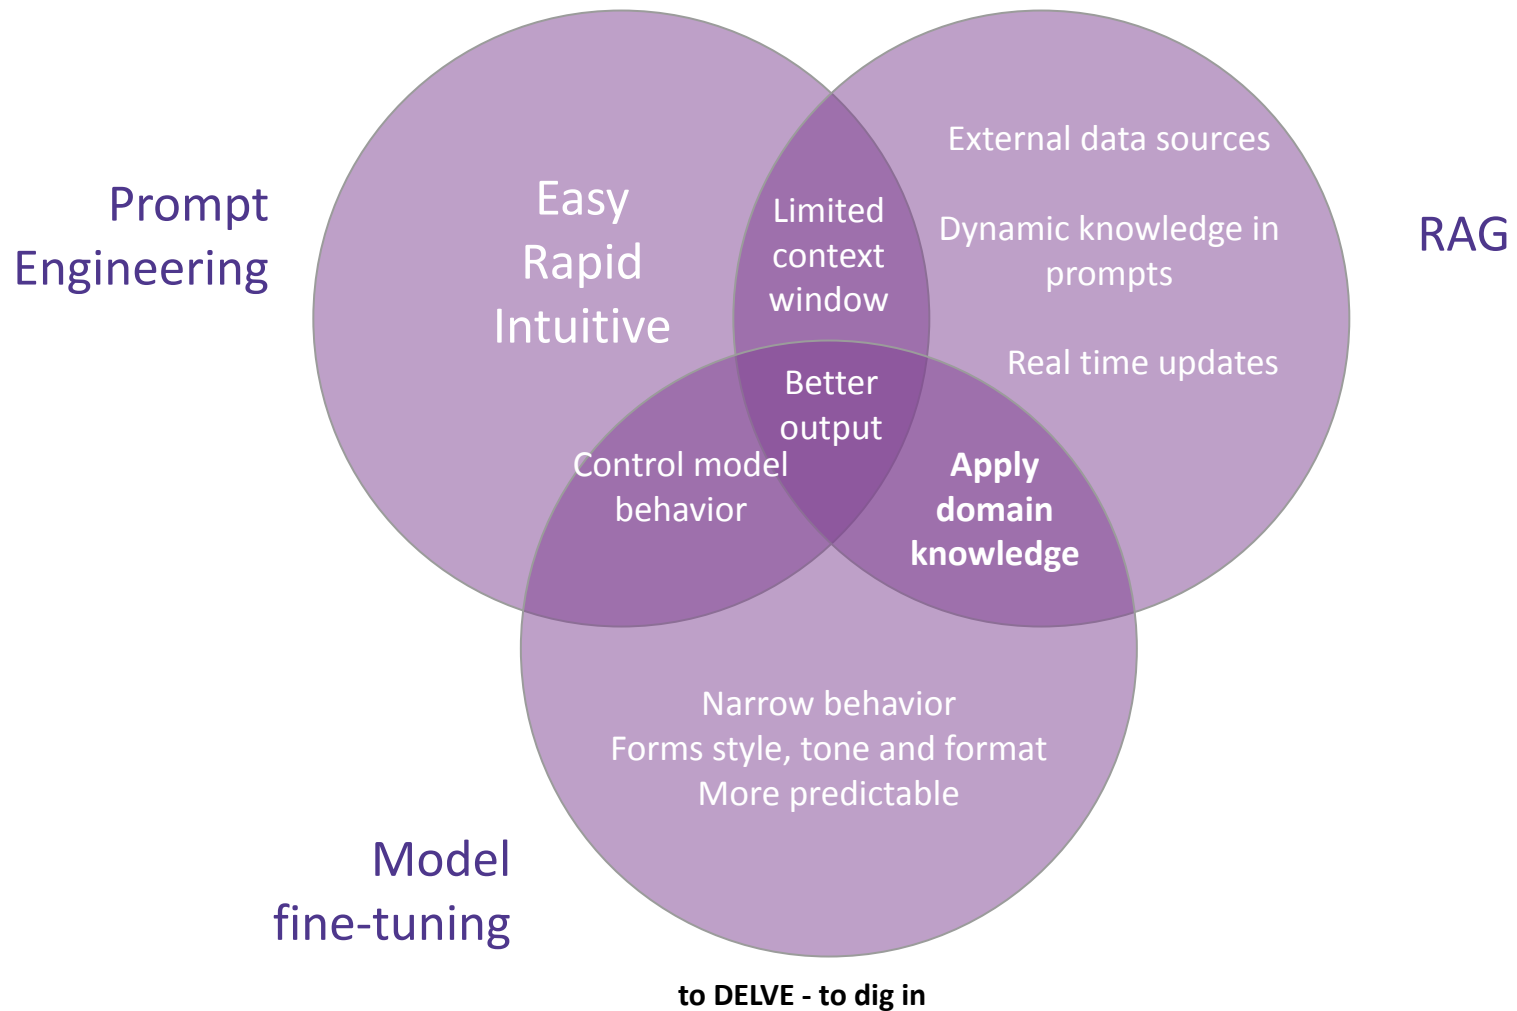 Prompt
Engineering
Easy
Rapid
Intuitive
Limited
context
window
External data sources
Dynamic knowledge in
prompts
Real time updates
RAG
Better
output
Control model
behavior
Apply
domain
knowledge
Narrow behavior
Forms style, tone and format
More predictable
Model
fine-tuning
to DELVE - to dig in